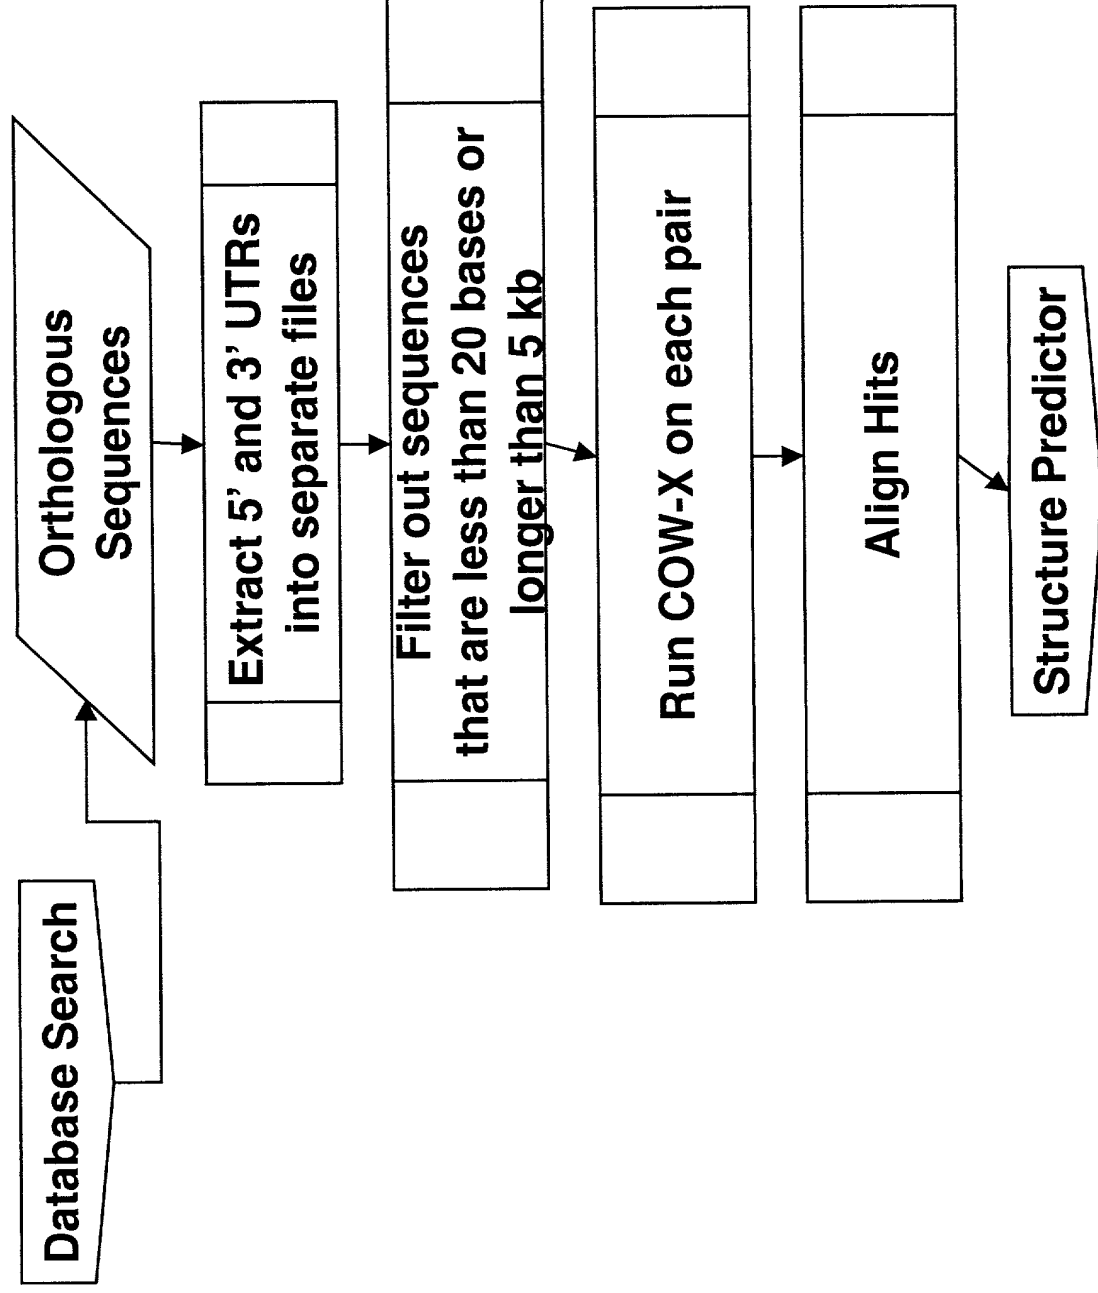 Database Search
Orthologous
Sequences
Extract 5' and 3' UTRs
into separate files
Filter out sequences
that are less than 20 bases or
longer than 5 kb
Run COW-X on each pair
Align Hits
Structure Predictor